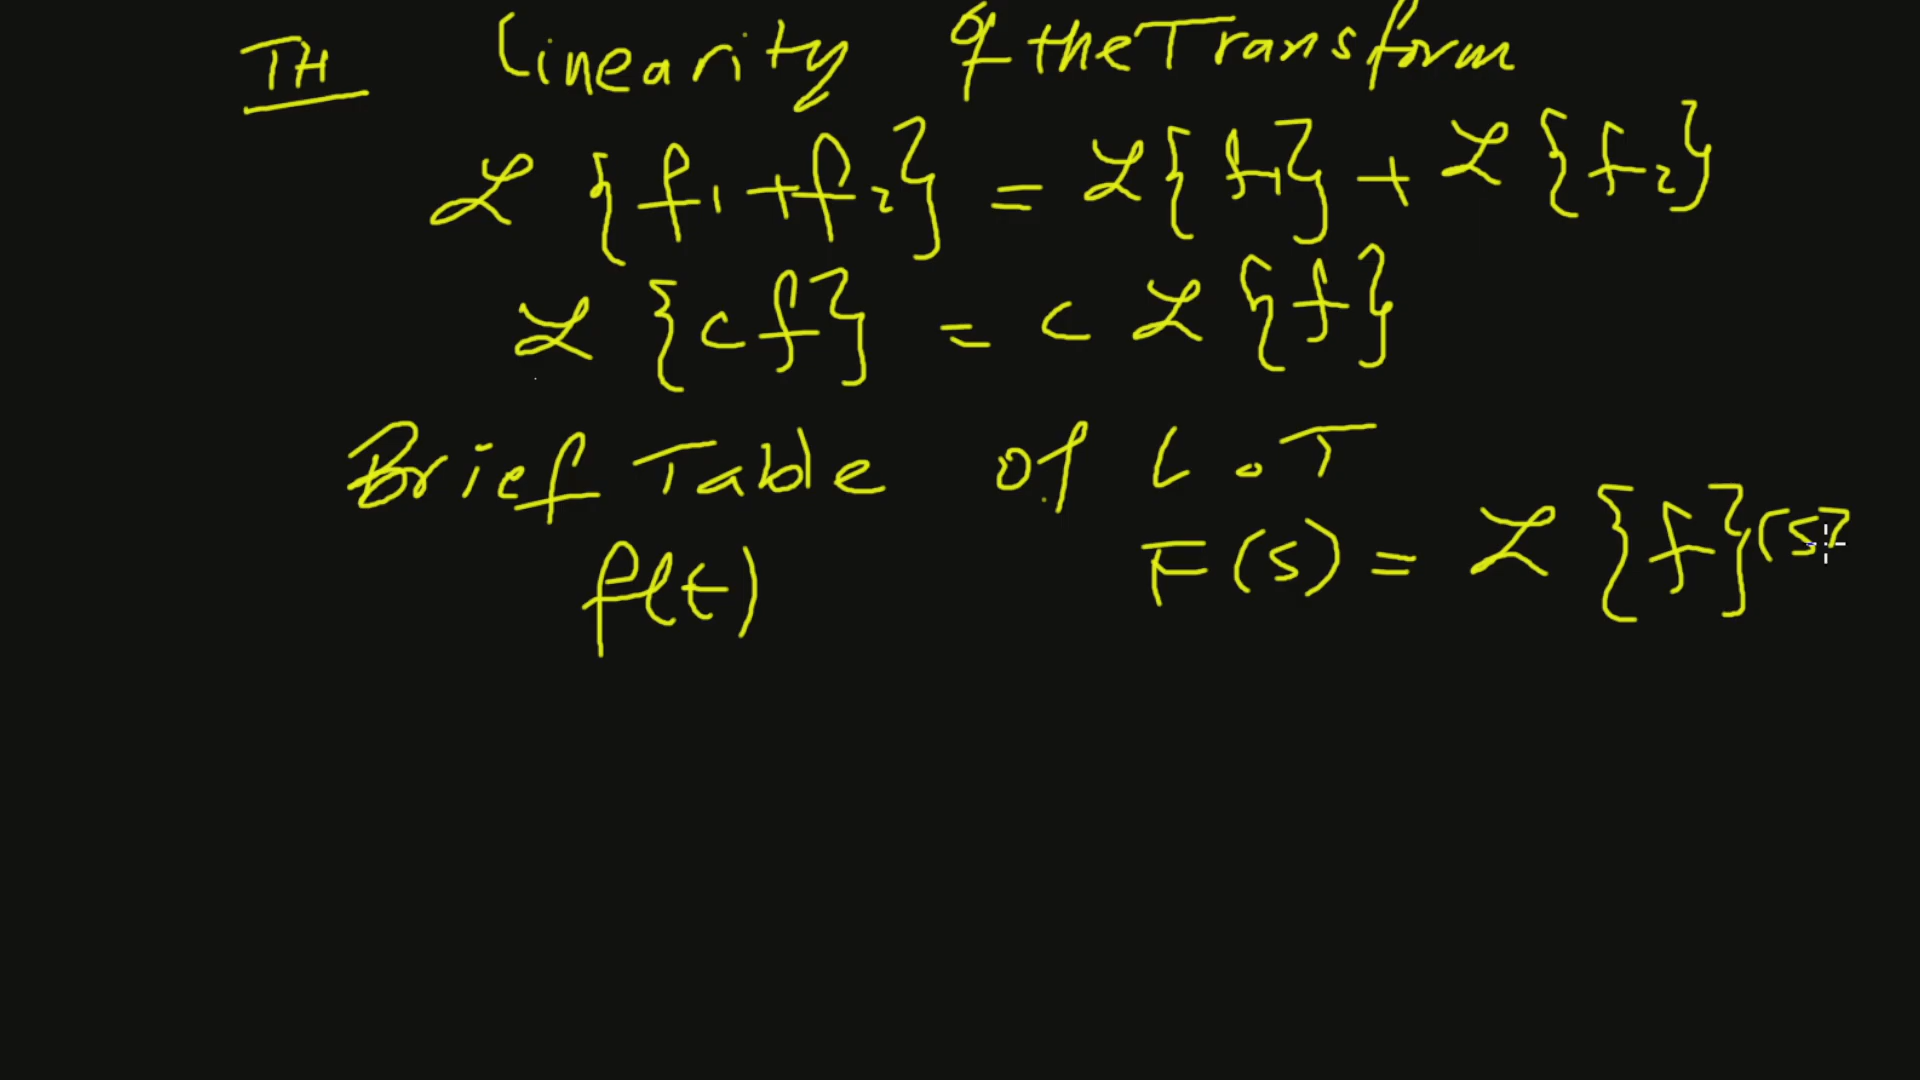 TH Linearity of the Transform
ℒ {f₁ + f₂} = ℒ{f₁} + ℒ {f₂}
ℒ {cf} = c ℒ {f}
Brief Table of L.T
f(t) F(s) = ℒ {f}(s)